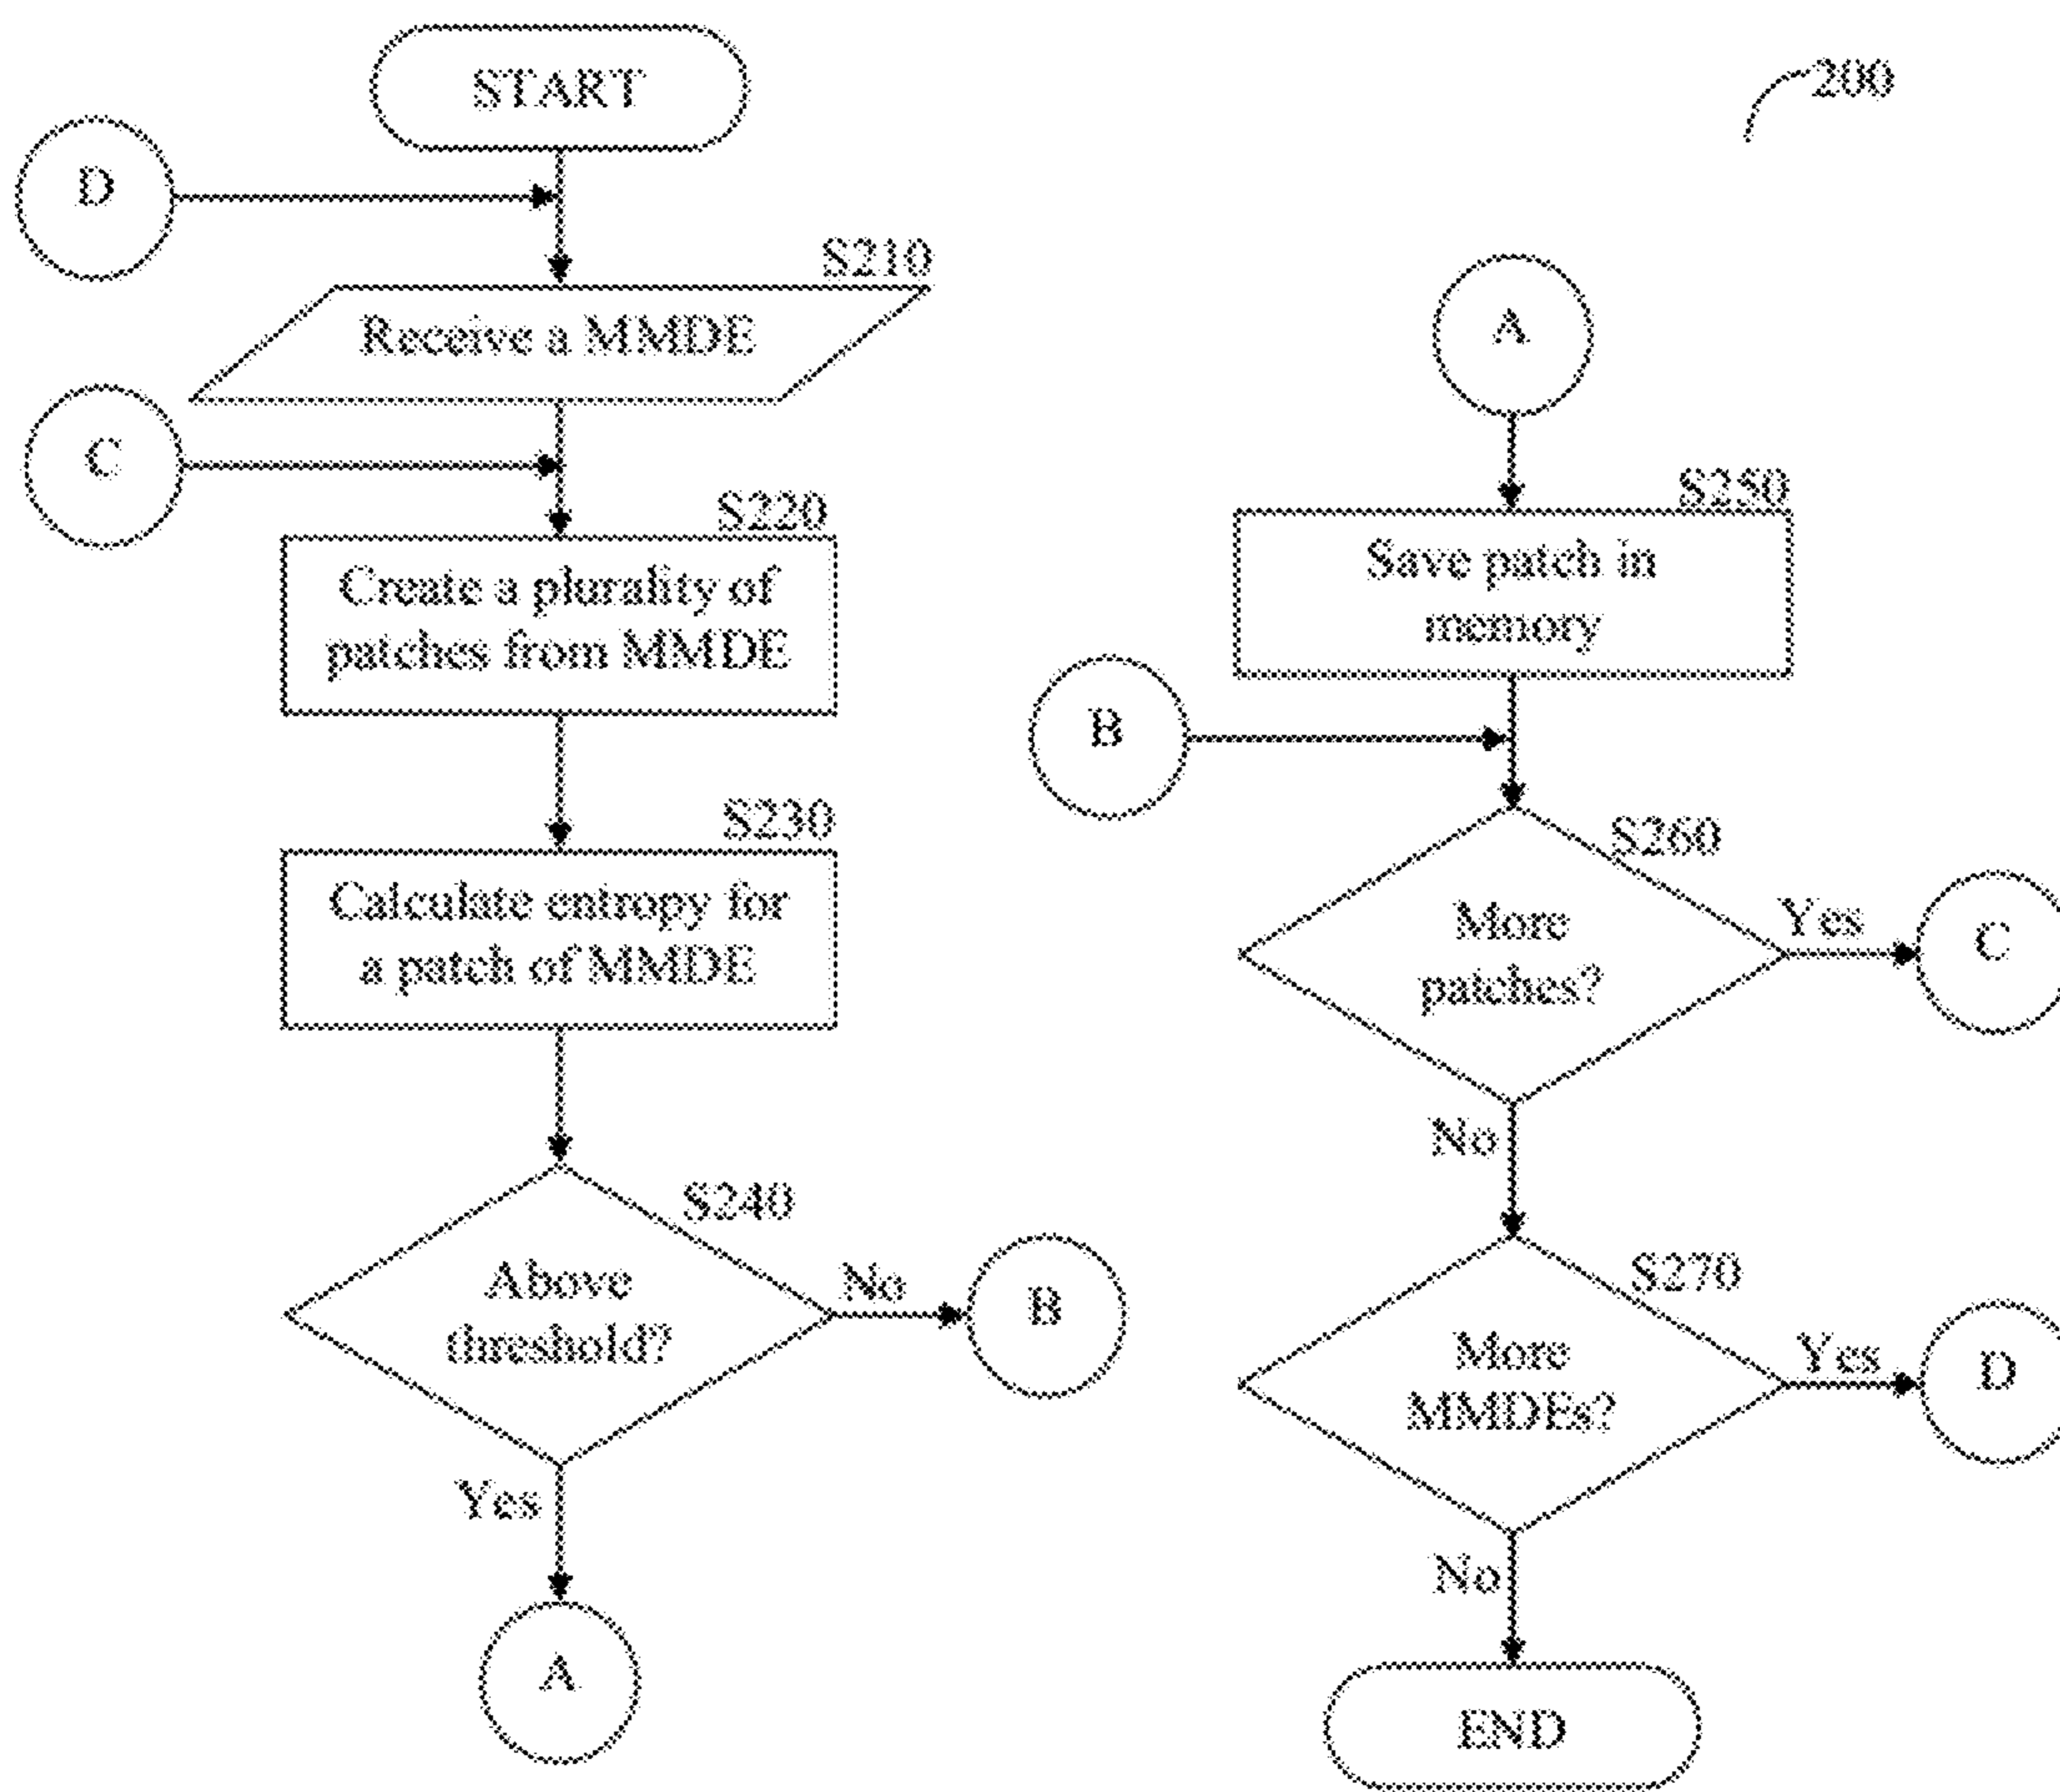 START
200
D
S210
Receive a MMDE
C
S220
Create a plurality of
patches from MMDE
S230
Calculate entropy for
a patch of MMDE
S240
Above
threshold?
No
B
Yes
A
A
S250
Save patch in
memory
B
S260
More
patches?
Yes
C
No
S270
More
MMDEs?
Yes
D
No
END